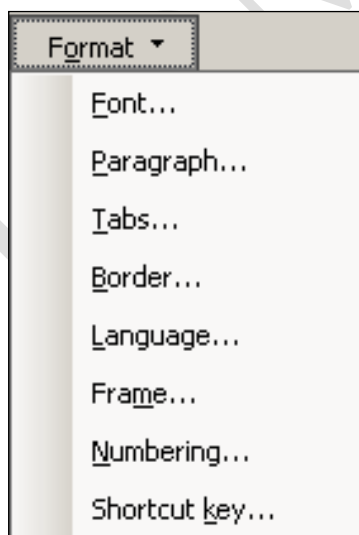 Format
Font...
Paragraph...
Tabs...
Border...
Language...
Frame...
Numbering...
Shortcut key...